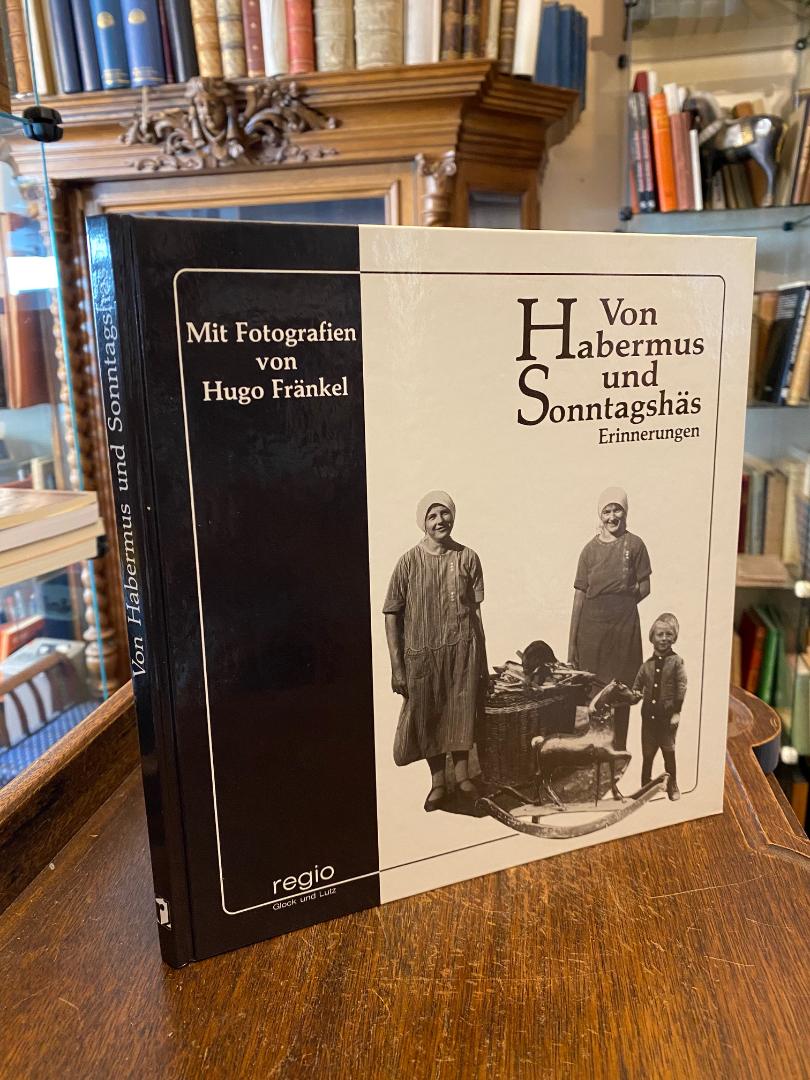 Von Habermus und Sonntagshäs
Mit Fotografien
von
Hugo Fränkel
Von
Habermus
und
Sonntagshäs
Erinnerungen
regio
Glock und Lutz